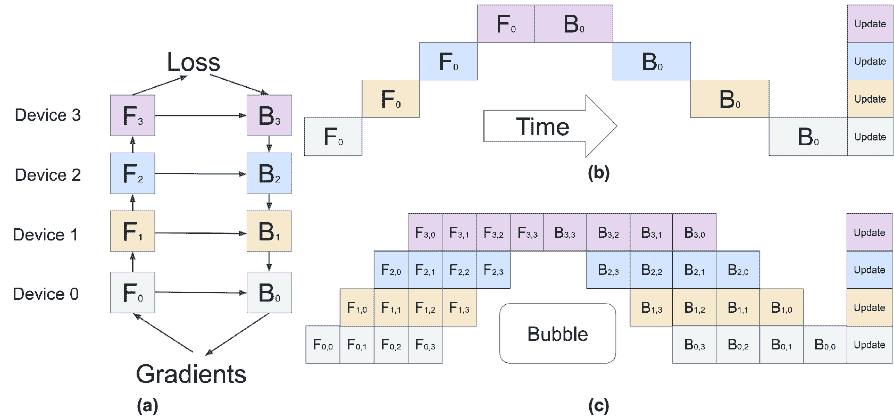 Loss
Device 3 F3 B3
Device 2 F2 B2
Device 1 F1 B1
Device 0 F0 B0
Gradients
(a)
F0 B0 Update
F0 B0 Update
F0 B0 Update
F0 B0 Update
Time
(b)
F3,0 F3,1 F3,2 F3,3 B3,3 B3,2 B3,1 B3,0 Update
F2,0 F2,1 F2,2 F2,3 B2,3 B2,2 B2,1 B2,0 Update
F1,0 F1,1 F1,2 F1,3 B1,3 B1,2 B1,1 B1,0 Update
F0,0 F0,1 F0,2 F0,3 B0,3 B0,2 B0,1 B0,0 Update
Bubble
(c)